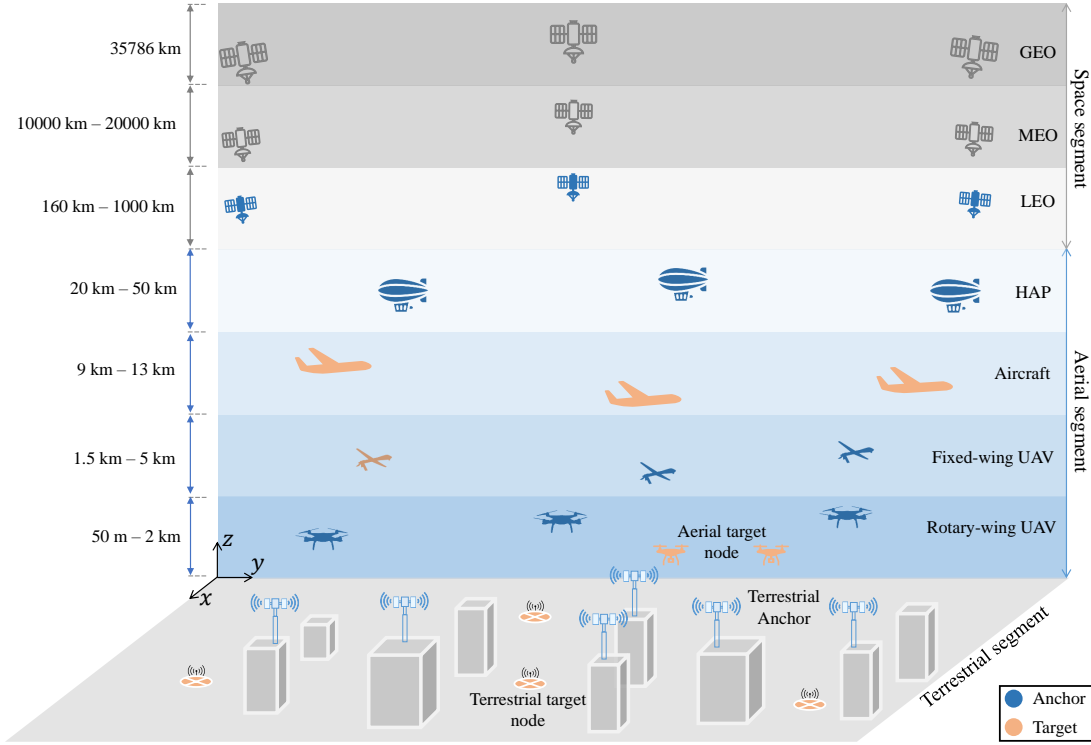 35786 km
GEO
10000 km – 20000 km
MEO
160 km – 1000 km
LEO
Space segment
20 km – 50 km
HAP
9 km – 13 km
Aircraft
1.5 km – 5 km
Fixed-wing UAV
50 m – 2 km
Rotary-wing UAV
Aerial target
node
Aerial segment
z
y
x
Terrestrial
Anchor
Terrestrial target
node
Terrestrial segment
Anchor
Target